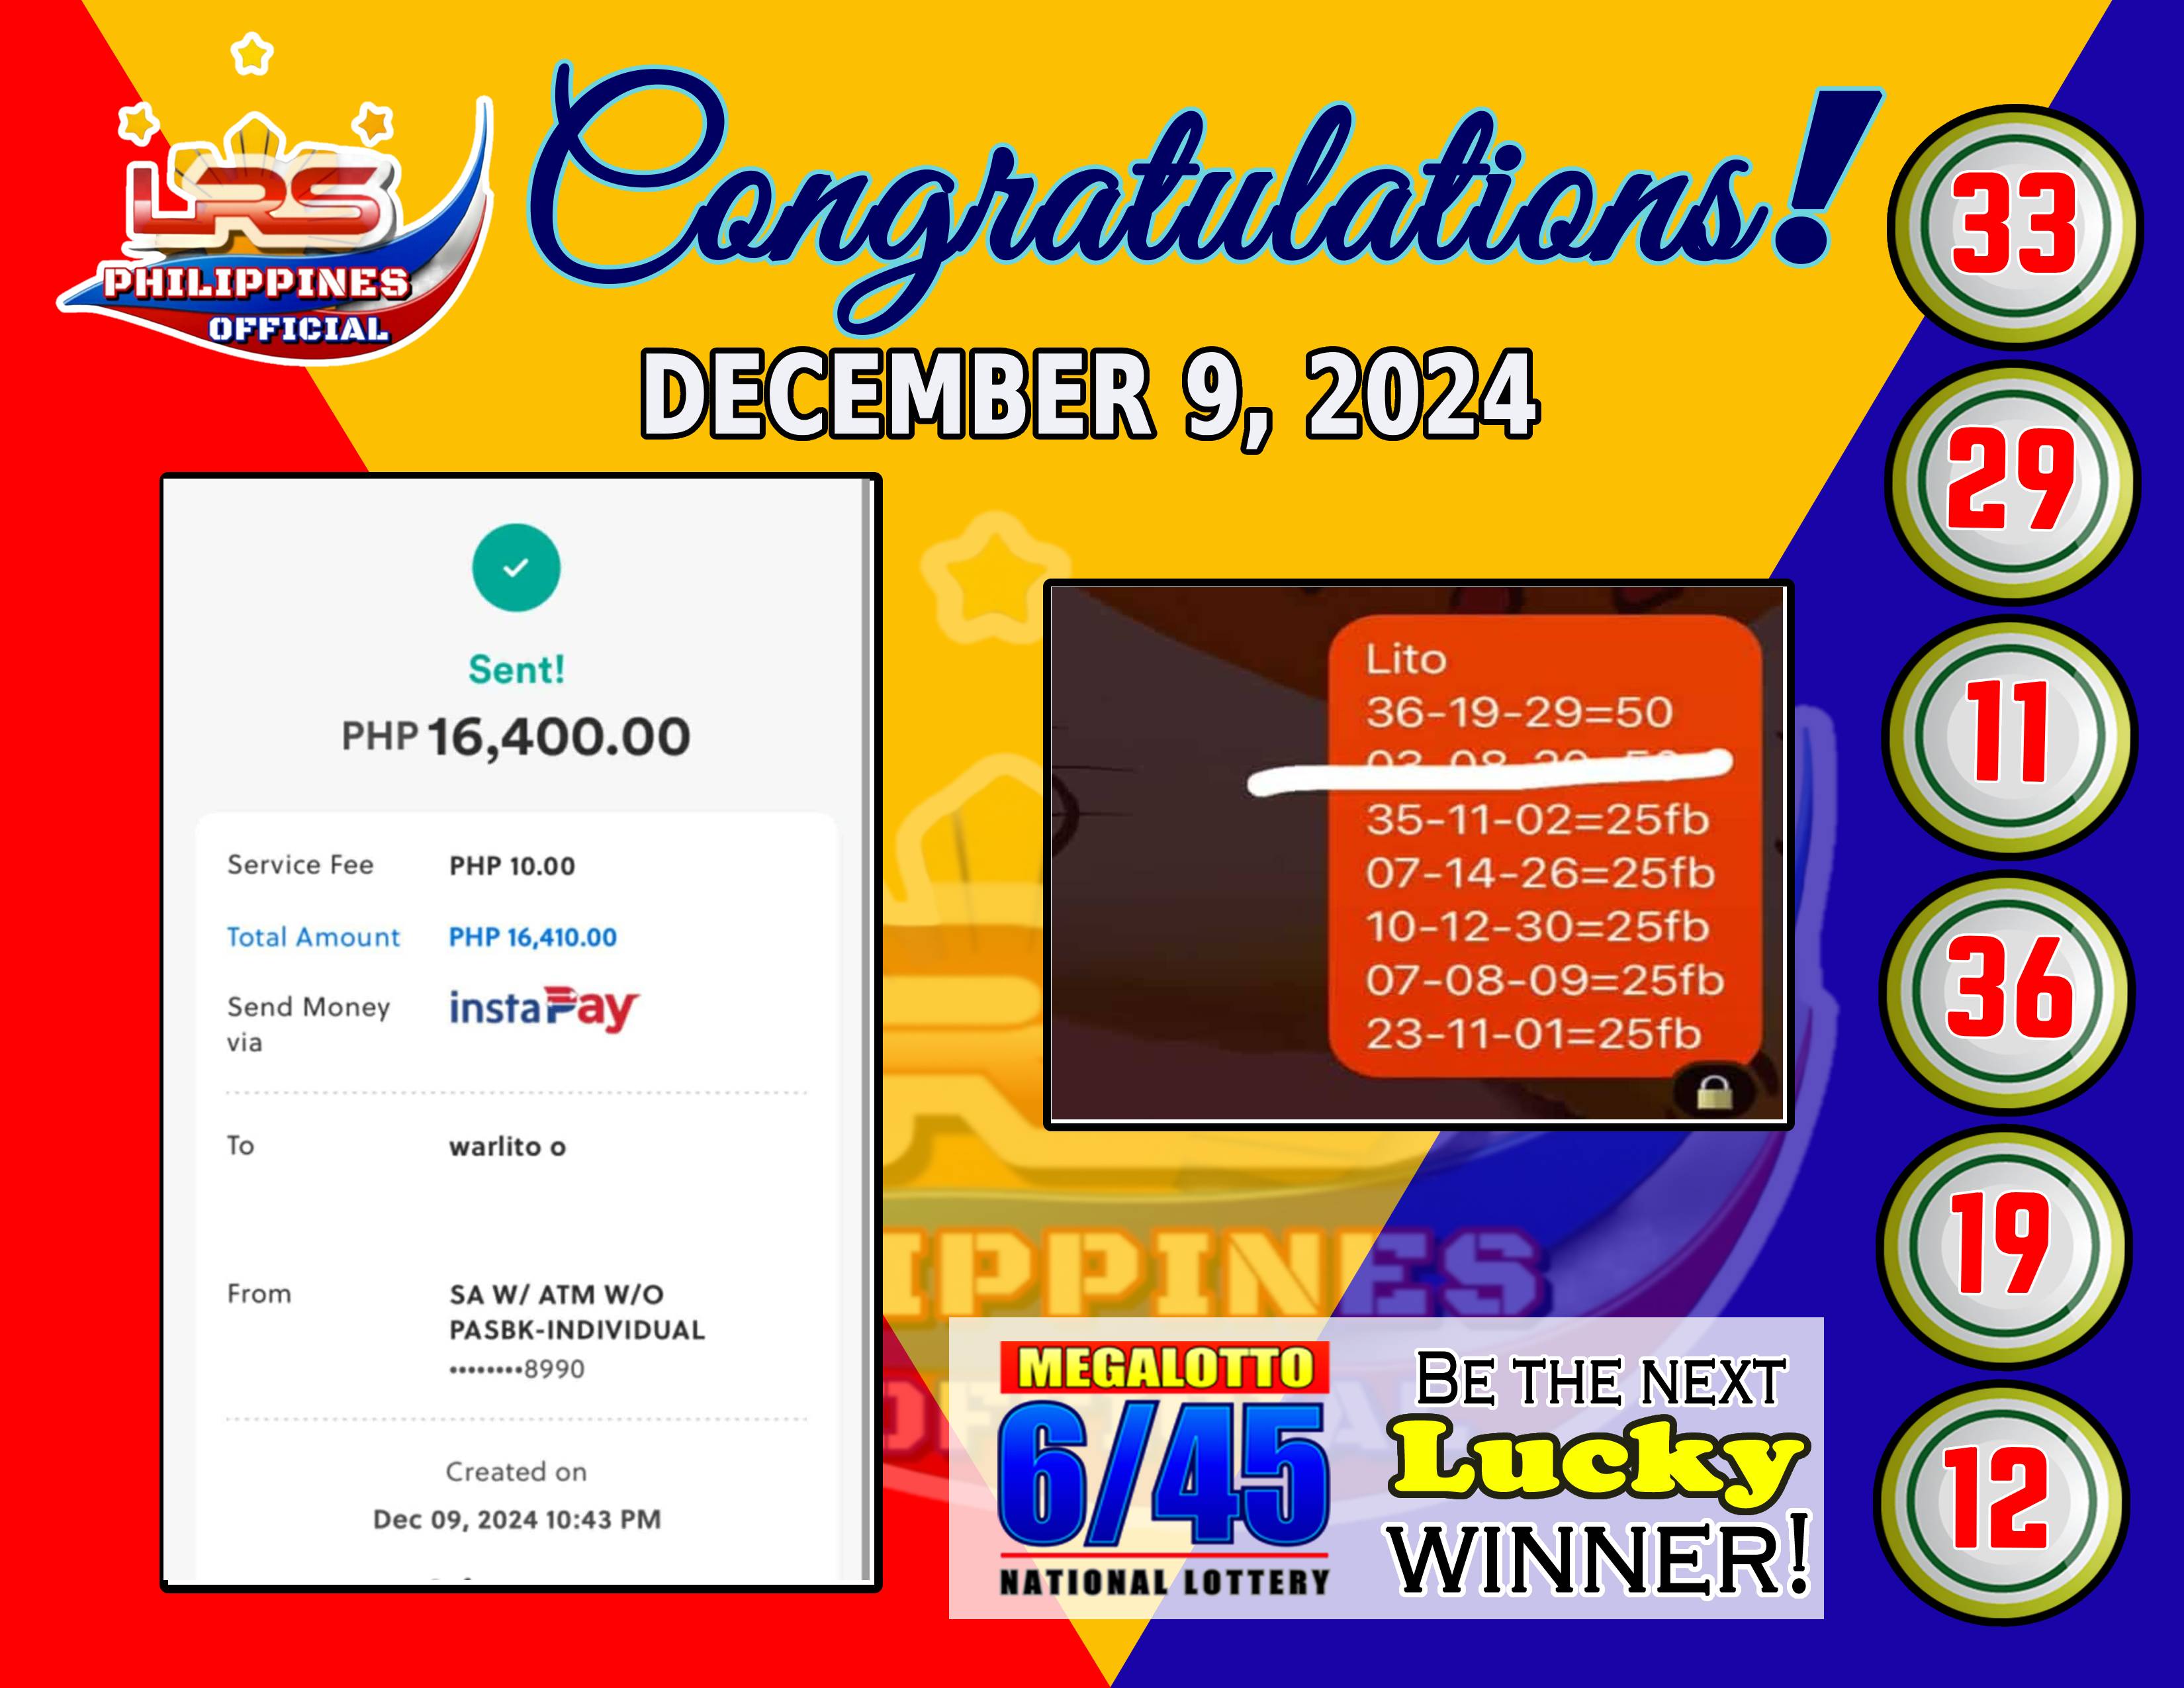 LRS
PHILIPPINES
OFFICIAL
Congratulations!
DECEMBER 9, 2024
Sent!
PHP 16,400.00
Service Fee PHP 10.00
Total Amount PHP 16,410.00
Send Money via instaPay
To warlito o
From SA W/ ATM W/O
PASBK-INDIVIDUAL
••••••••8990
Created on
Dec 09, 2024 10:43 PM
Lito
36-19-29=50
35-11-02=25fb
07-14-26=25fb
10-12-30=25fb
07-08-09=25fb
23-11-01=25fb
MEGALOTTO
6/45
NATIONAL LOTTERY
BE THE NEXT
Lucky
WINNER!
33
29
11
36
19
12